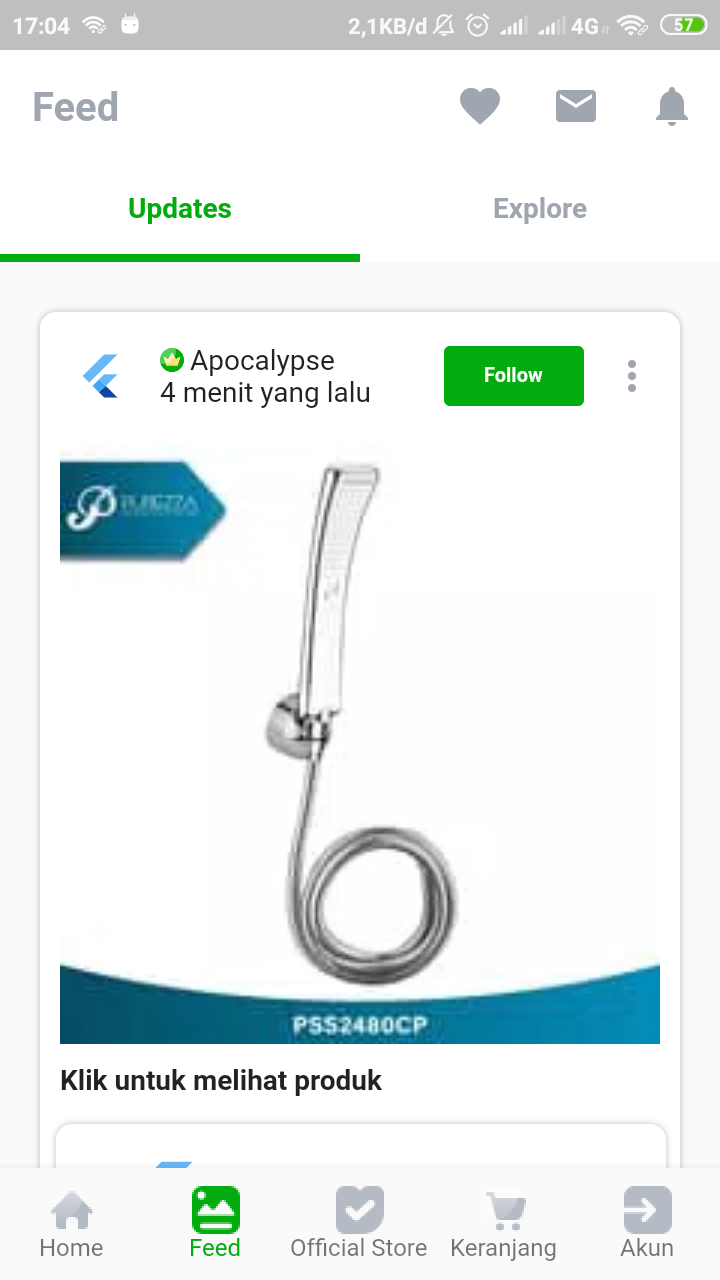 17:04
2,1KB/d
4G
57
Feed
Updates
Explore
Apocalypse
4 menit yang lalu
Follow
PUREZZA
PSS2480CP
Klik untuk melihat produk
Home
Feed
Official Store
Keranjang
Akun